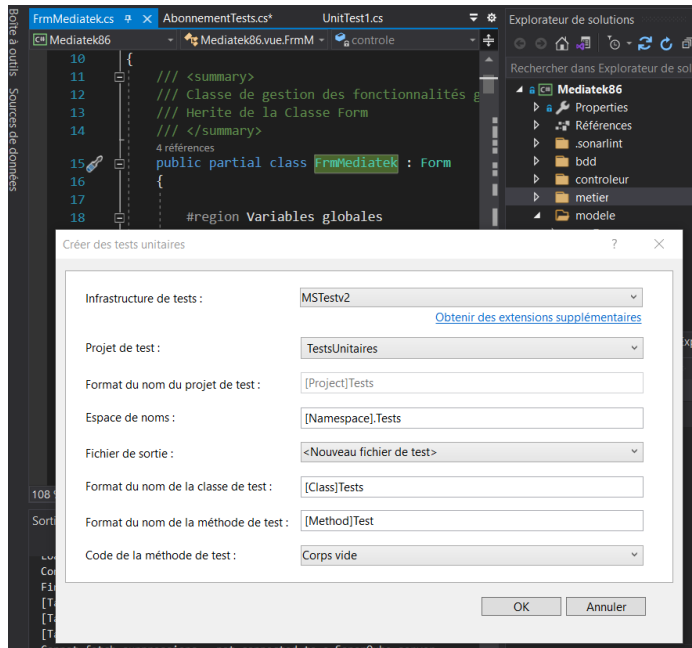 Boîte à outils
Sources de données
FrmMediatek.cs
AbonnementTests.cs*
UnitTest1.cs
Explorateur de solutions
Mediatek86
Mediatek86.vue.FrmM
controle
Rechercher dans Explorateur de sol
10 {
11 /// <summary>
12 /// Classe de gestion des fonctionnalités g
13 /// Herite de la Classe Form
14 /// </summary>
4 références
15 public partial class FrmMediatek : Form
16 {
17
18 #region Variables globales
Mediatek86
Properties
Références
.sonarlint
bdd
controleur
metier
modele
Créer des tests unitaires
Infrastructure de tests :
MSTestv2
Obtenir des extensions supplémentaires
Projet de test :
TestsUnitaires
Format du nom du projet de test :
[Project]Tests
Espace de noms :
[Namespace].Tests
Fichier de sortie :
<Nouveau fichier de test>
Format du nom de la classe de test :
[Class]Tests
Format du nom de la méthode de test :
[Method]Test
Code de la méthode de test :
Corps vide
OK
Annuler
108
Sorti
Co
Fi
[T
[T
[T